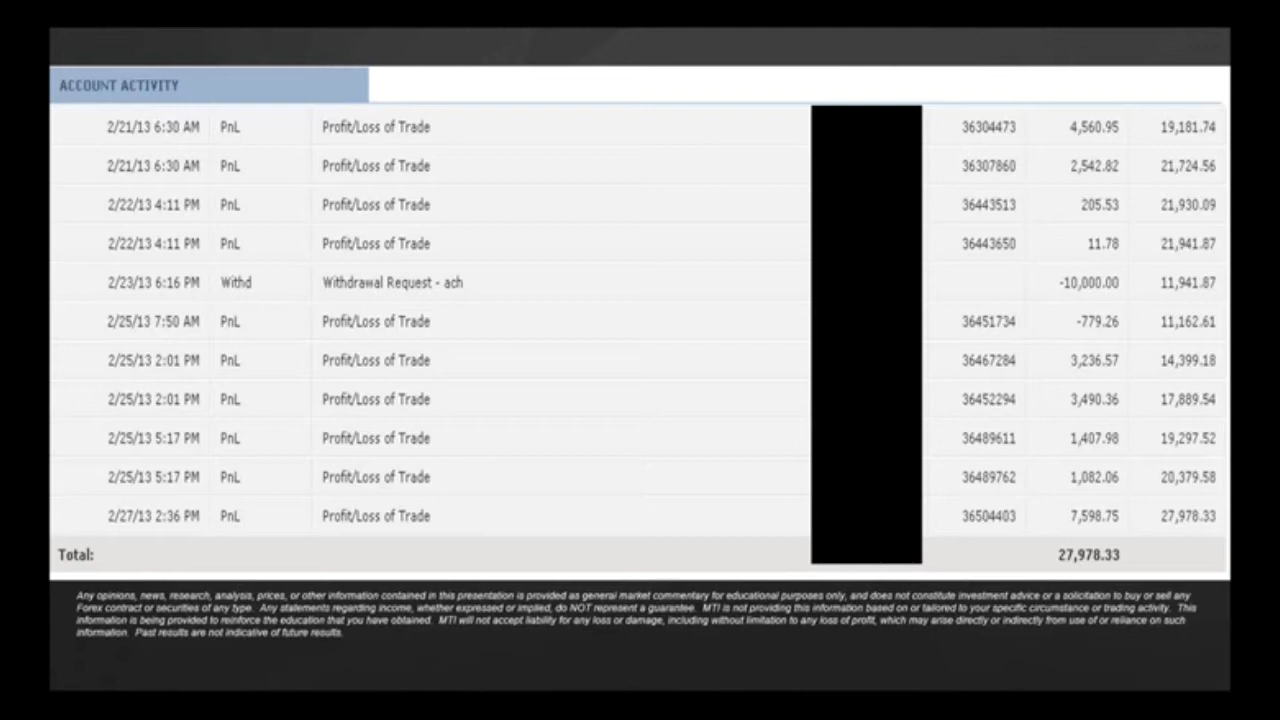 ACCOUNT ACTIVITY
2/21/13 6:30 AM PnL Profit/Loss of Trade 36304473 4,560.95 19,181.74
2/21/13 6:30 AM PnL Profit/Loss of Trade 36307860 2,542.82 21,724.56
2/22/13 4:11 PM PnL Profit/Loss of Trade 36443513 205.53 21,930.09
2/22/13 4:11 PM PnL Profit/Loss of Trade 36443650 11.78 21,941.87
2/23/13 6:16 PM Withd Withdrawal Request - ach -10,000.00 11,941.87
2/25/13 7:50 AM PnL Profit/Loss of Trade 36451734 -779.26 11,162.61
2/25/13 2:01 PM PnL Profit/Loss of Trade 36467284 3,236.57 14,399.18
2/25/13 2:01 PM PnL Profit/Loss of Trade 36452294 3,490.36 17,889.54
2/25/13 5:17 PM PnL Profit/Loss of Trade 36489611 1,407.98 19,297.52
2/25/13 5:17 PM PnL Profit/Loss of Trade 36489762 1,082.06 20,379.58
2/27/13 2:36 PM PnL Profit/Loss of Trade 36504403 7,598.75 27,978.33
Total: 27,978.33
Any opinions, news, research, analysis, prices, or other information contained in this presentation is provided as general market commentary for educational purposes only, and does not constitute investment advice or a solicitation to buy or sell any
Forex contract or securities of any type. Any statements regarding income, whether expressed or implied, do NOT represent a guarantee. MTI is not providing this information based on or tailored to your specific circumstance or trading activity. This
information is being provided to reinforce the education that you have obtained. MTI will not accept liability for any loss or damage, including without limitation to any loss of profit, which may arise directly or indirectly from use of or reliance on such
information. Past results are not indicative of future results.